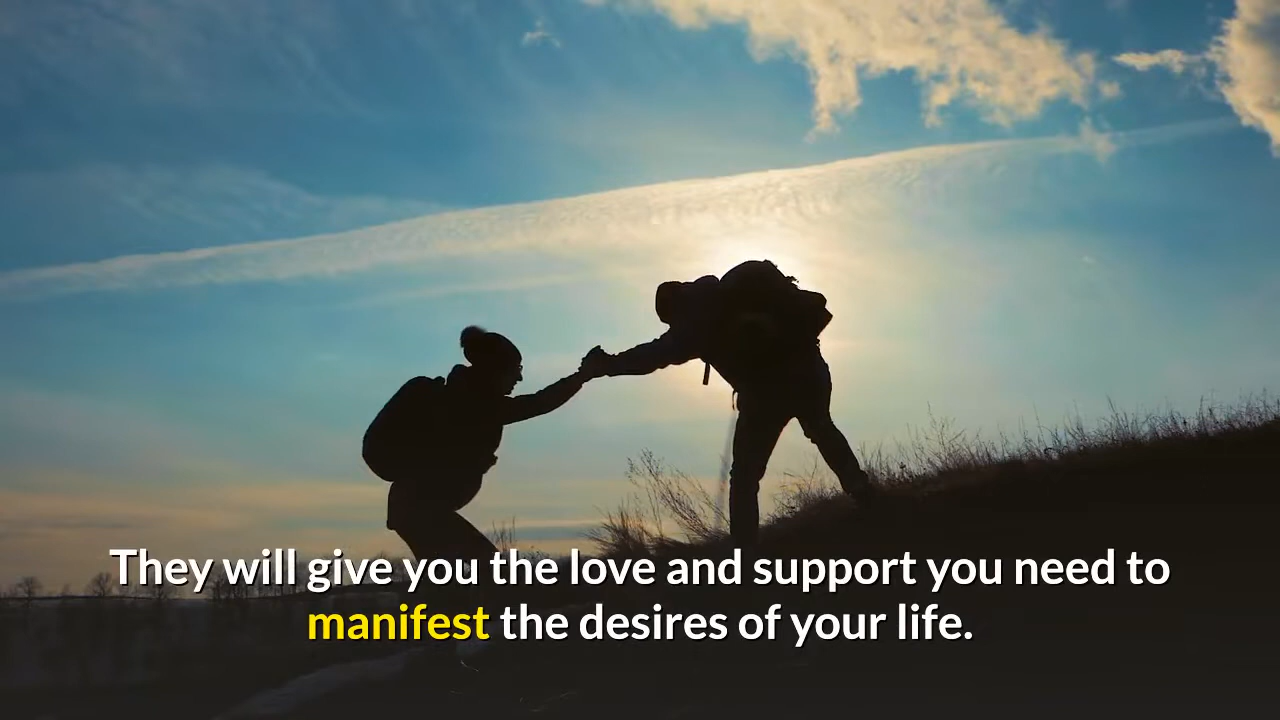 They will give you the love and support you need to
manifest the desires of your life.